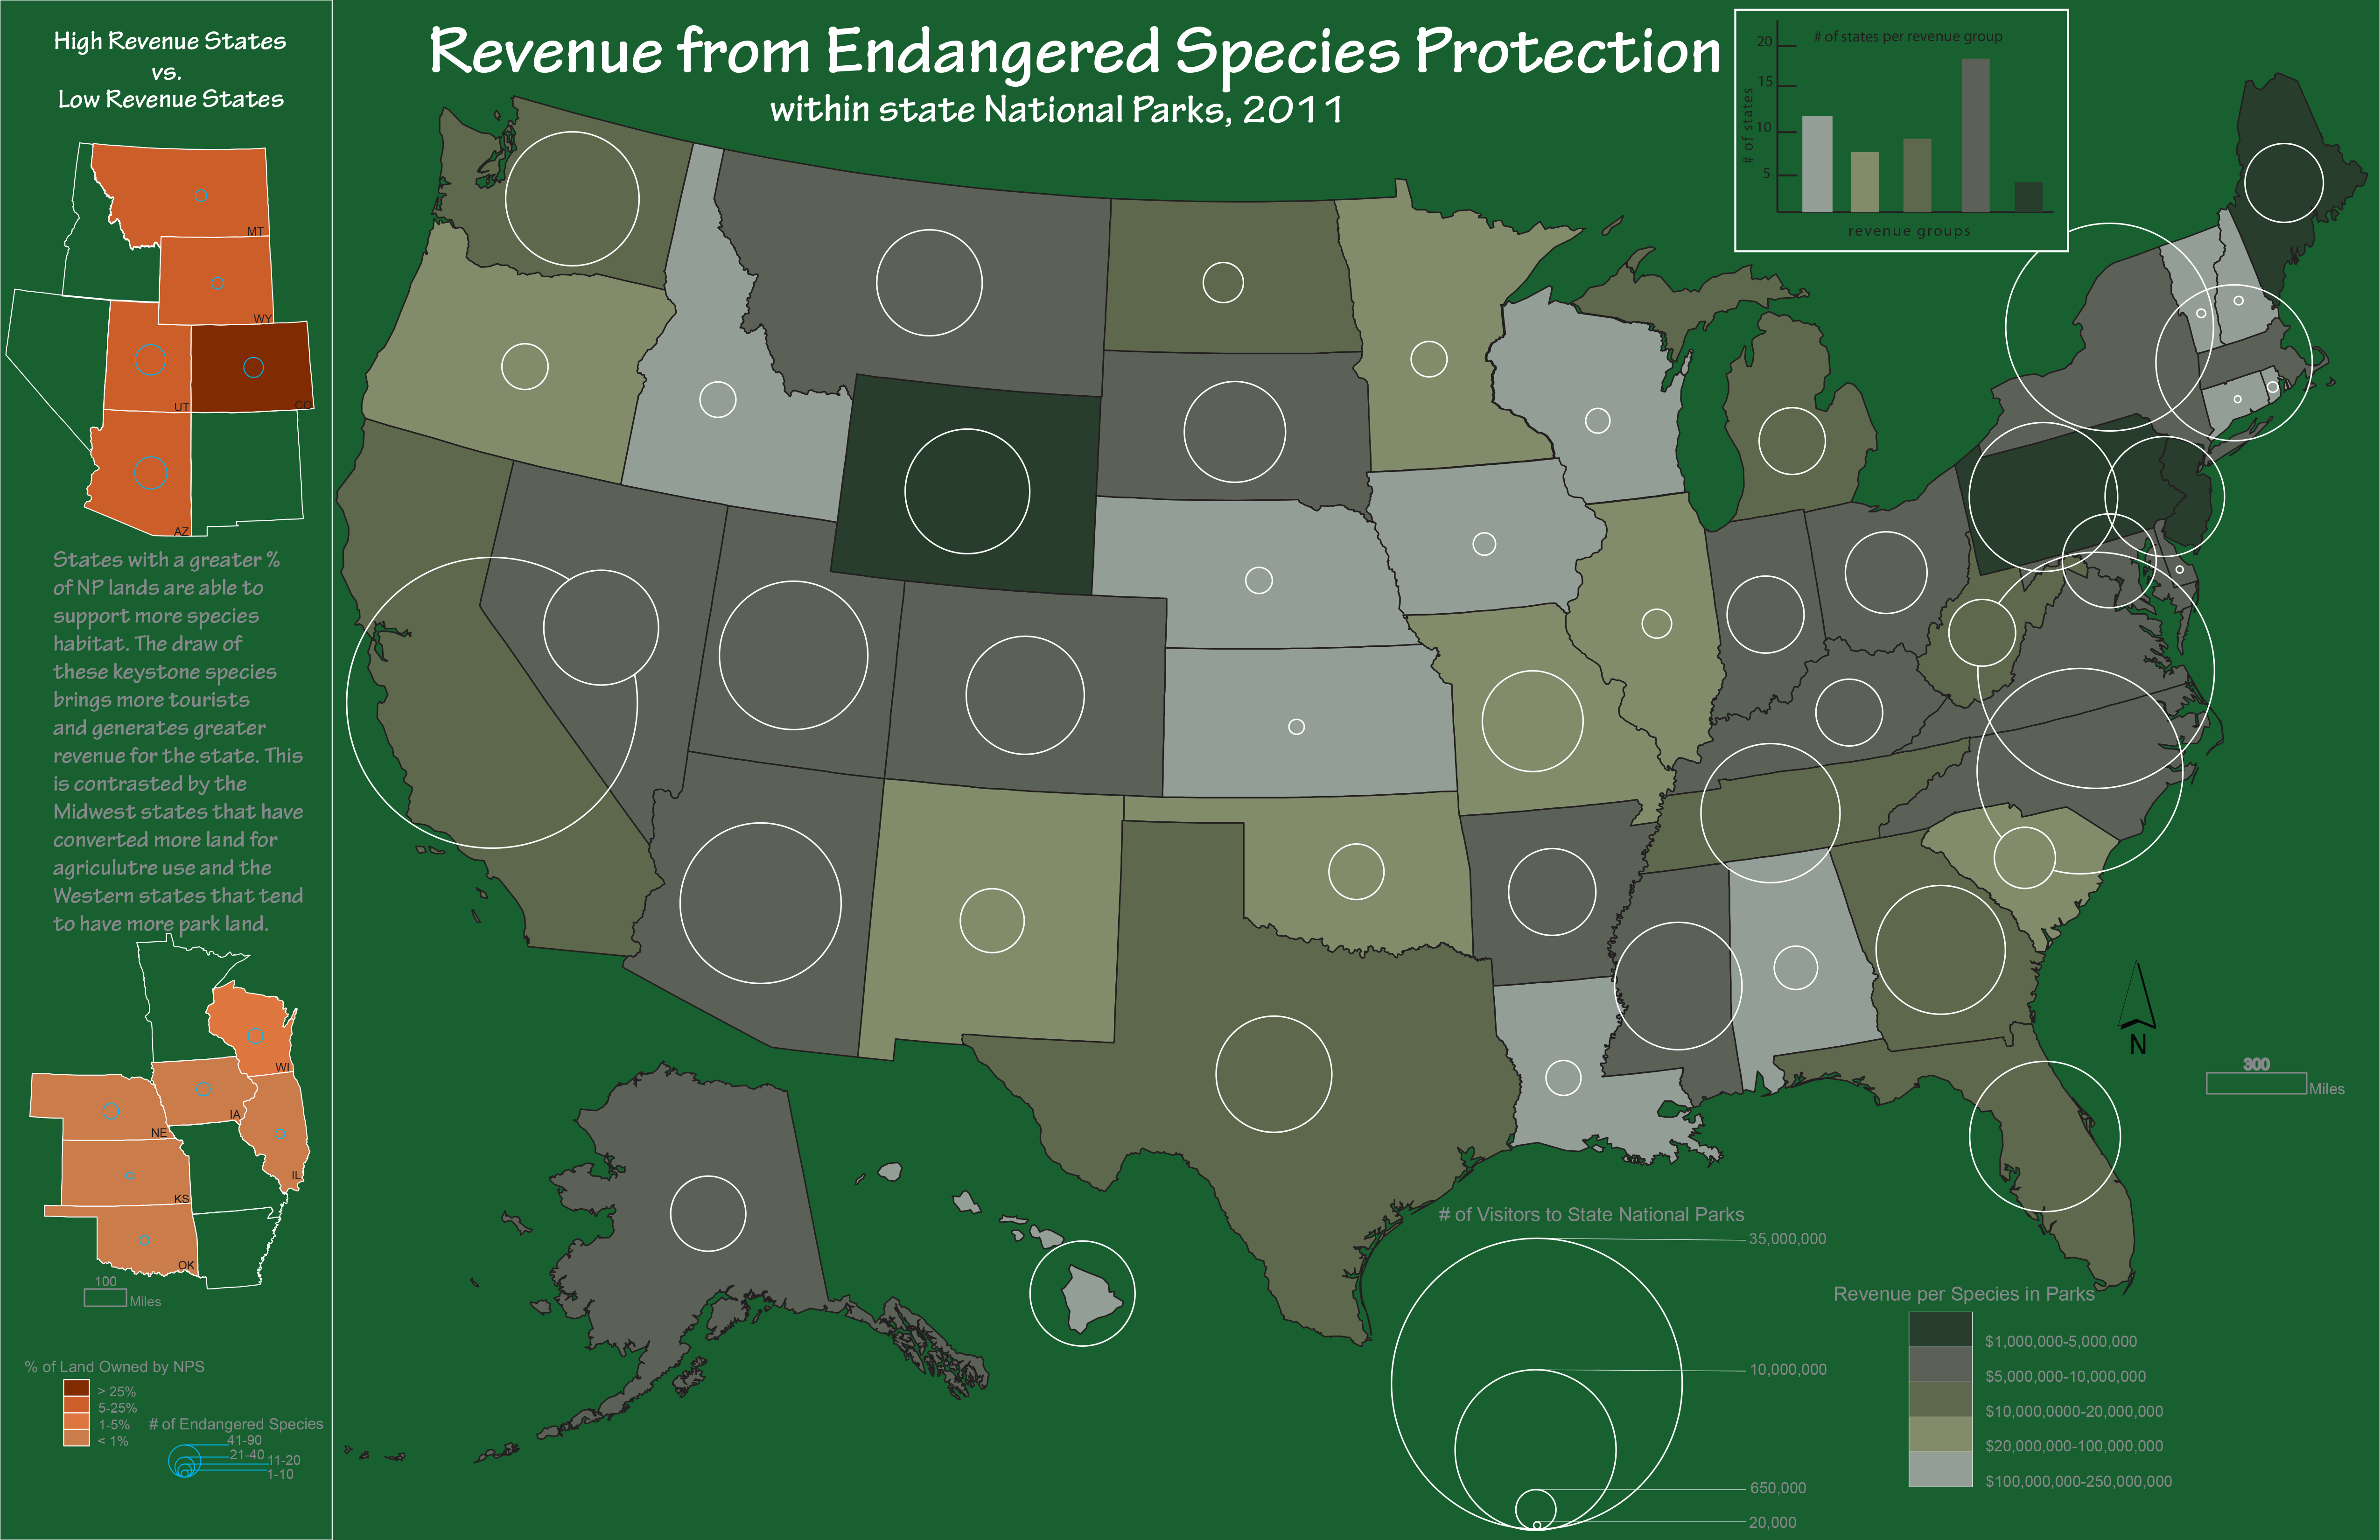 High Revenue States
vs.
Low Revenue States
MT
WY
UT
CO
AZ
States with a greater %
of NP lands are able to
support more species
habitat. The draw of
these keystone species
brings more tourists
and generates greater
revenue for the state. This
is contrasted by the
Midwest states that have
converted more land for
agriculutre use and the
Western states that tend
to have more park land.
WI
IA
NE
IL
KS
OK
100
Miles
% of Land Owned by NPS
> 25%
5-25%
1-5%
< 1%
# of Endangered Species
41-90
21-40
11-20
1-10
Revenue from Endangered Species Protection
within state National Parks, 2011
# of states per revenue group
# of states
20
15
10
5
revenue groups
N
300
Miles
# of Visitors to State National Parks
35,000,000
10,000,000
650,000
20,000
Revenue per Species in Parks
$1,000,000-5,000,000
$5,000,000-10,000,000
$10,000,0000-20,000,000
$20,000,000-100,000,000
$100,000,000-250,000,000